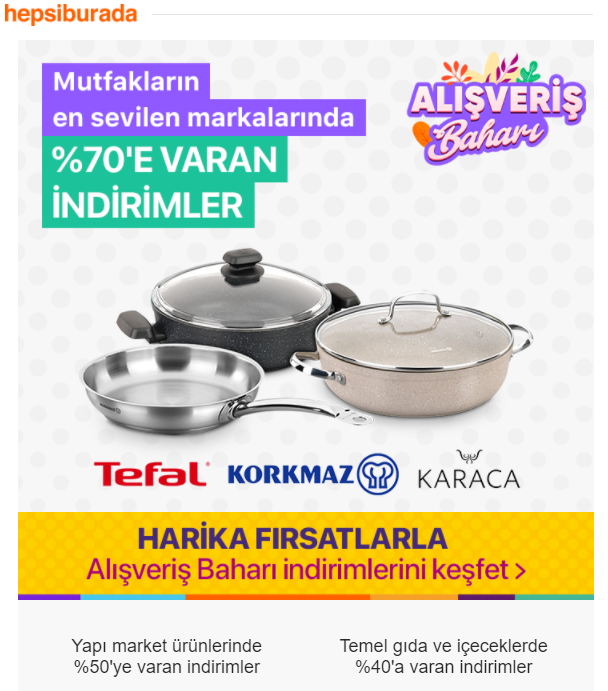 hepsiburada
Mutfakların
en sevilen markalarında
%70'E VARAN
İNDİRİMLER
ALIŞVERİŞ
Baharı
Tefal
KORKMAZ
KARACA
HARİKA FIRSATLARLA
Alışveriş Baharı indirimlerini keşfet >
Yapı market ürünlerinde
%50'ye varan indirimler
Temel gıda ve içeceklerde
%40'a varan indirimler